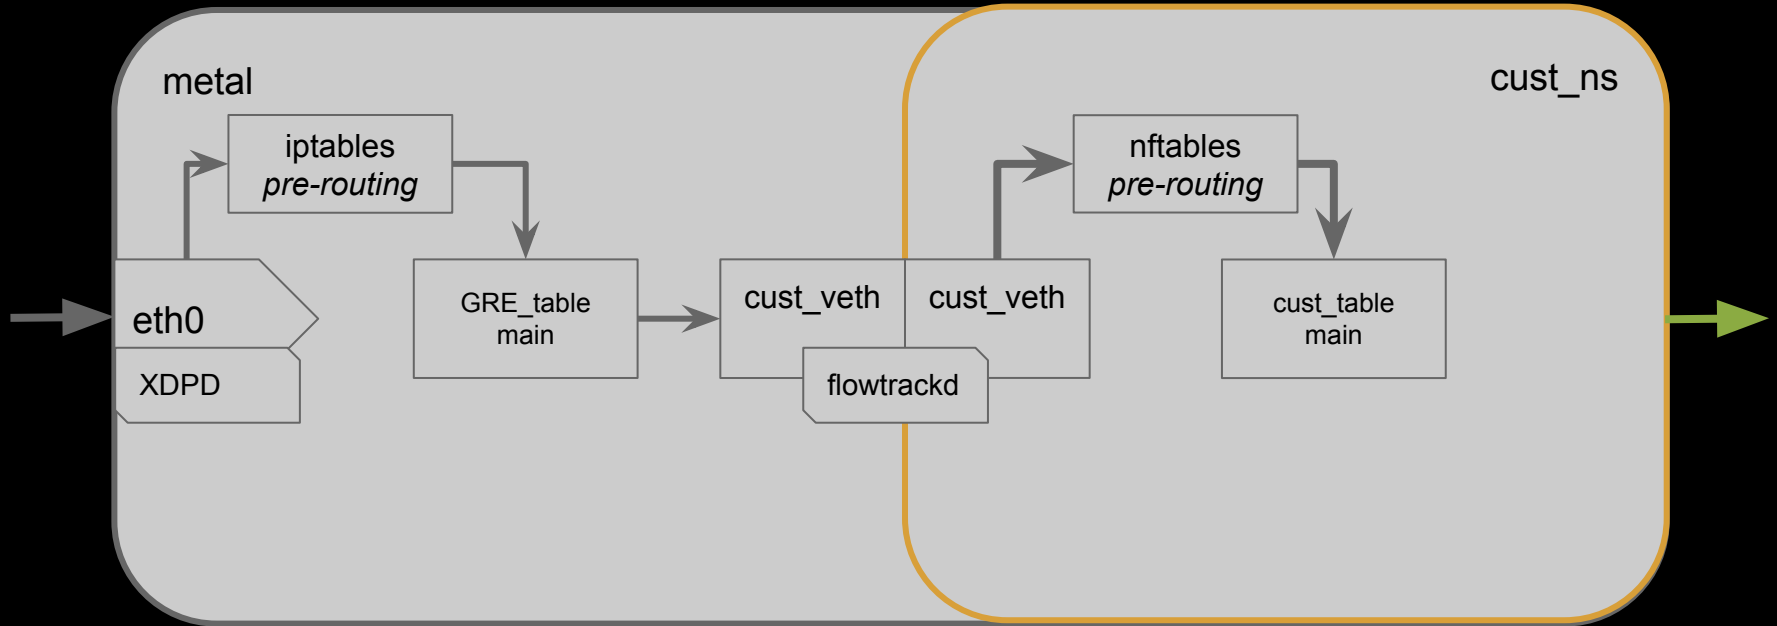 metal
cust_ns
iptables
pre-routing
nftables
pre-routing
eth0
XDPD
GRE_table
main
cust_veth
cust_veth
flowtrackd
cust_table
main